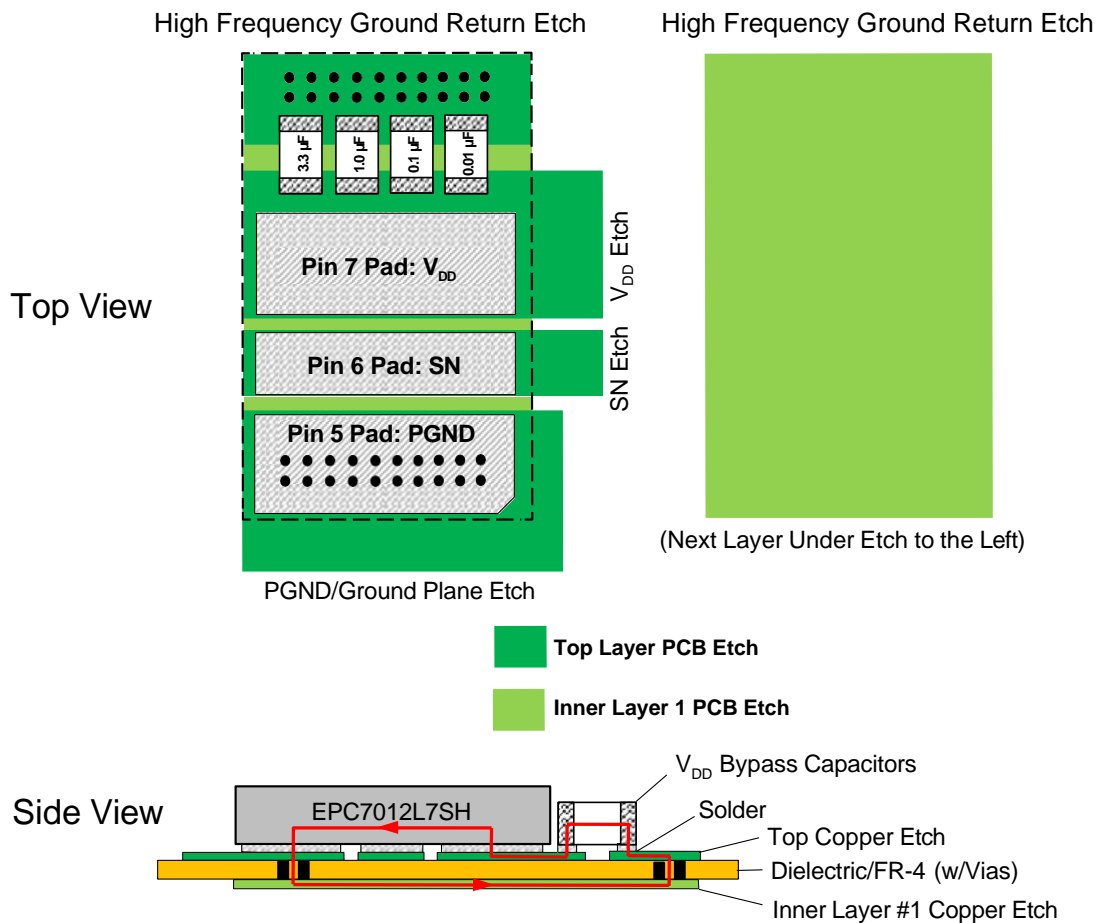 High Frequency Ground Return Etch
High Frequency Ground Return Etch
3.3 µF
1.0 µF
0.1 µF
0.01 µF
Top View
Pin 7 Pad: VDD
VDD Etch
Pin 6 Pad: SN
SN Etch
Pin 5 Pad: PGND
(Next Layer Under Etch to the Left)
PGND/Ground Plane Etch
Top Layer PCB Etch
Inner Layer 1 PCB Etch
Side View
EPC7012L7SH
VDD Bypass Capacitors
Solder
Top Copper Etch
Dielectric/FR-4 (w/Vias)
Inner Layer #1 Copper Etch